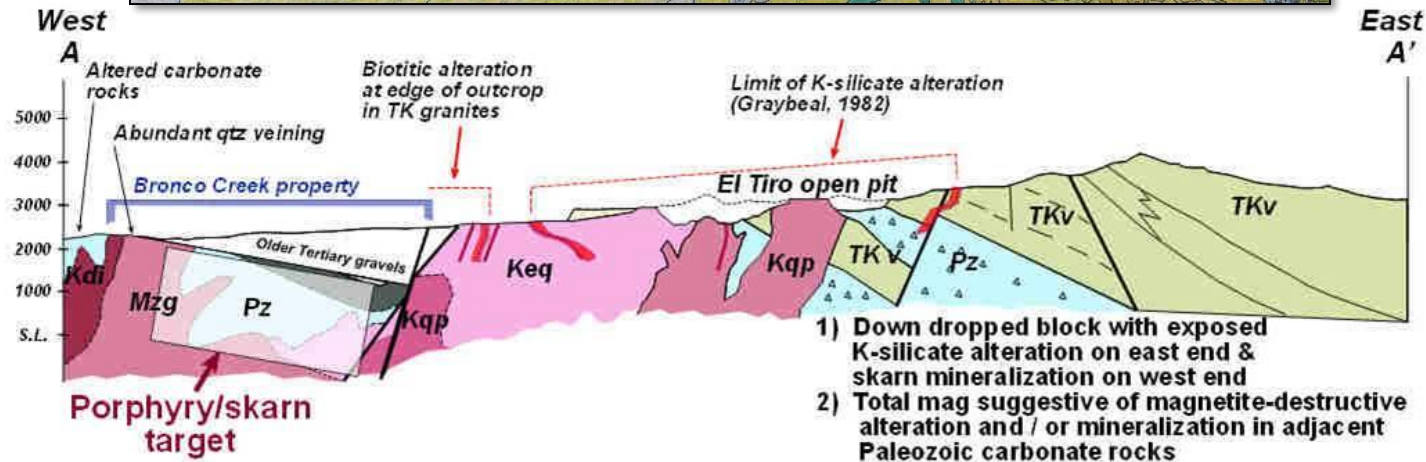 West
A
East
A'
Altered carbonate
rocks
Abundant qtz veining
Bronco Creek property
Biotitic alteration
at edge of outcrop
in TK granites
Limit of K-silicate alteration
(Graybeal, 1982)
El Tiro open pit
5000
4000
3000
2000
1000
S.L.
Older Tertiary gravels
Kdi
Mzg
Pz
Kqp
Keq
Kqp
TK v
Pz
TKv
TKv
Porphyry/skarn
target
1) Down dropped block with exposed
K-silicate alteration on east end &
skarn mineralization on west end
2) Total mag suggestive of magnetite-destructive
alteration and / or mineralization in adjacent
Paleozoic carbonate rocks